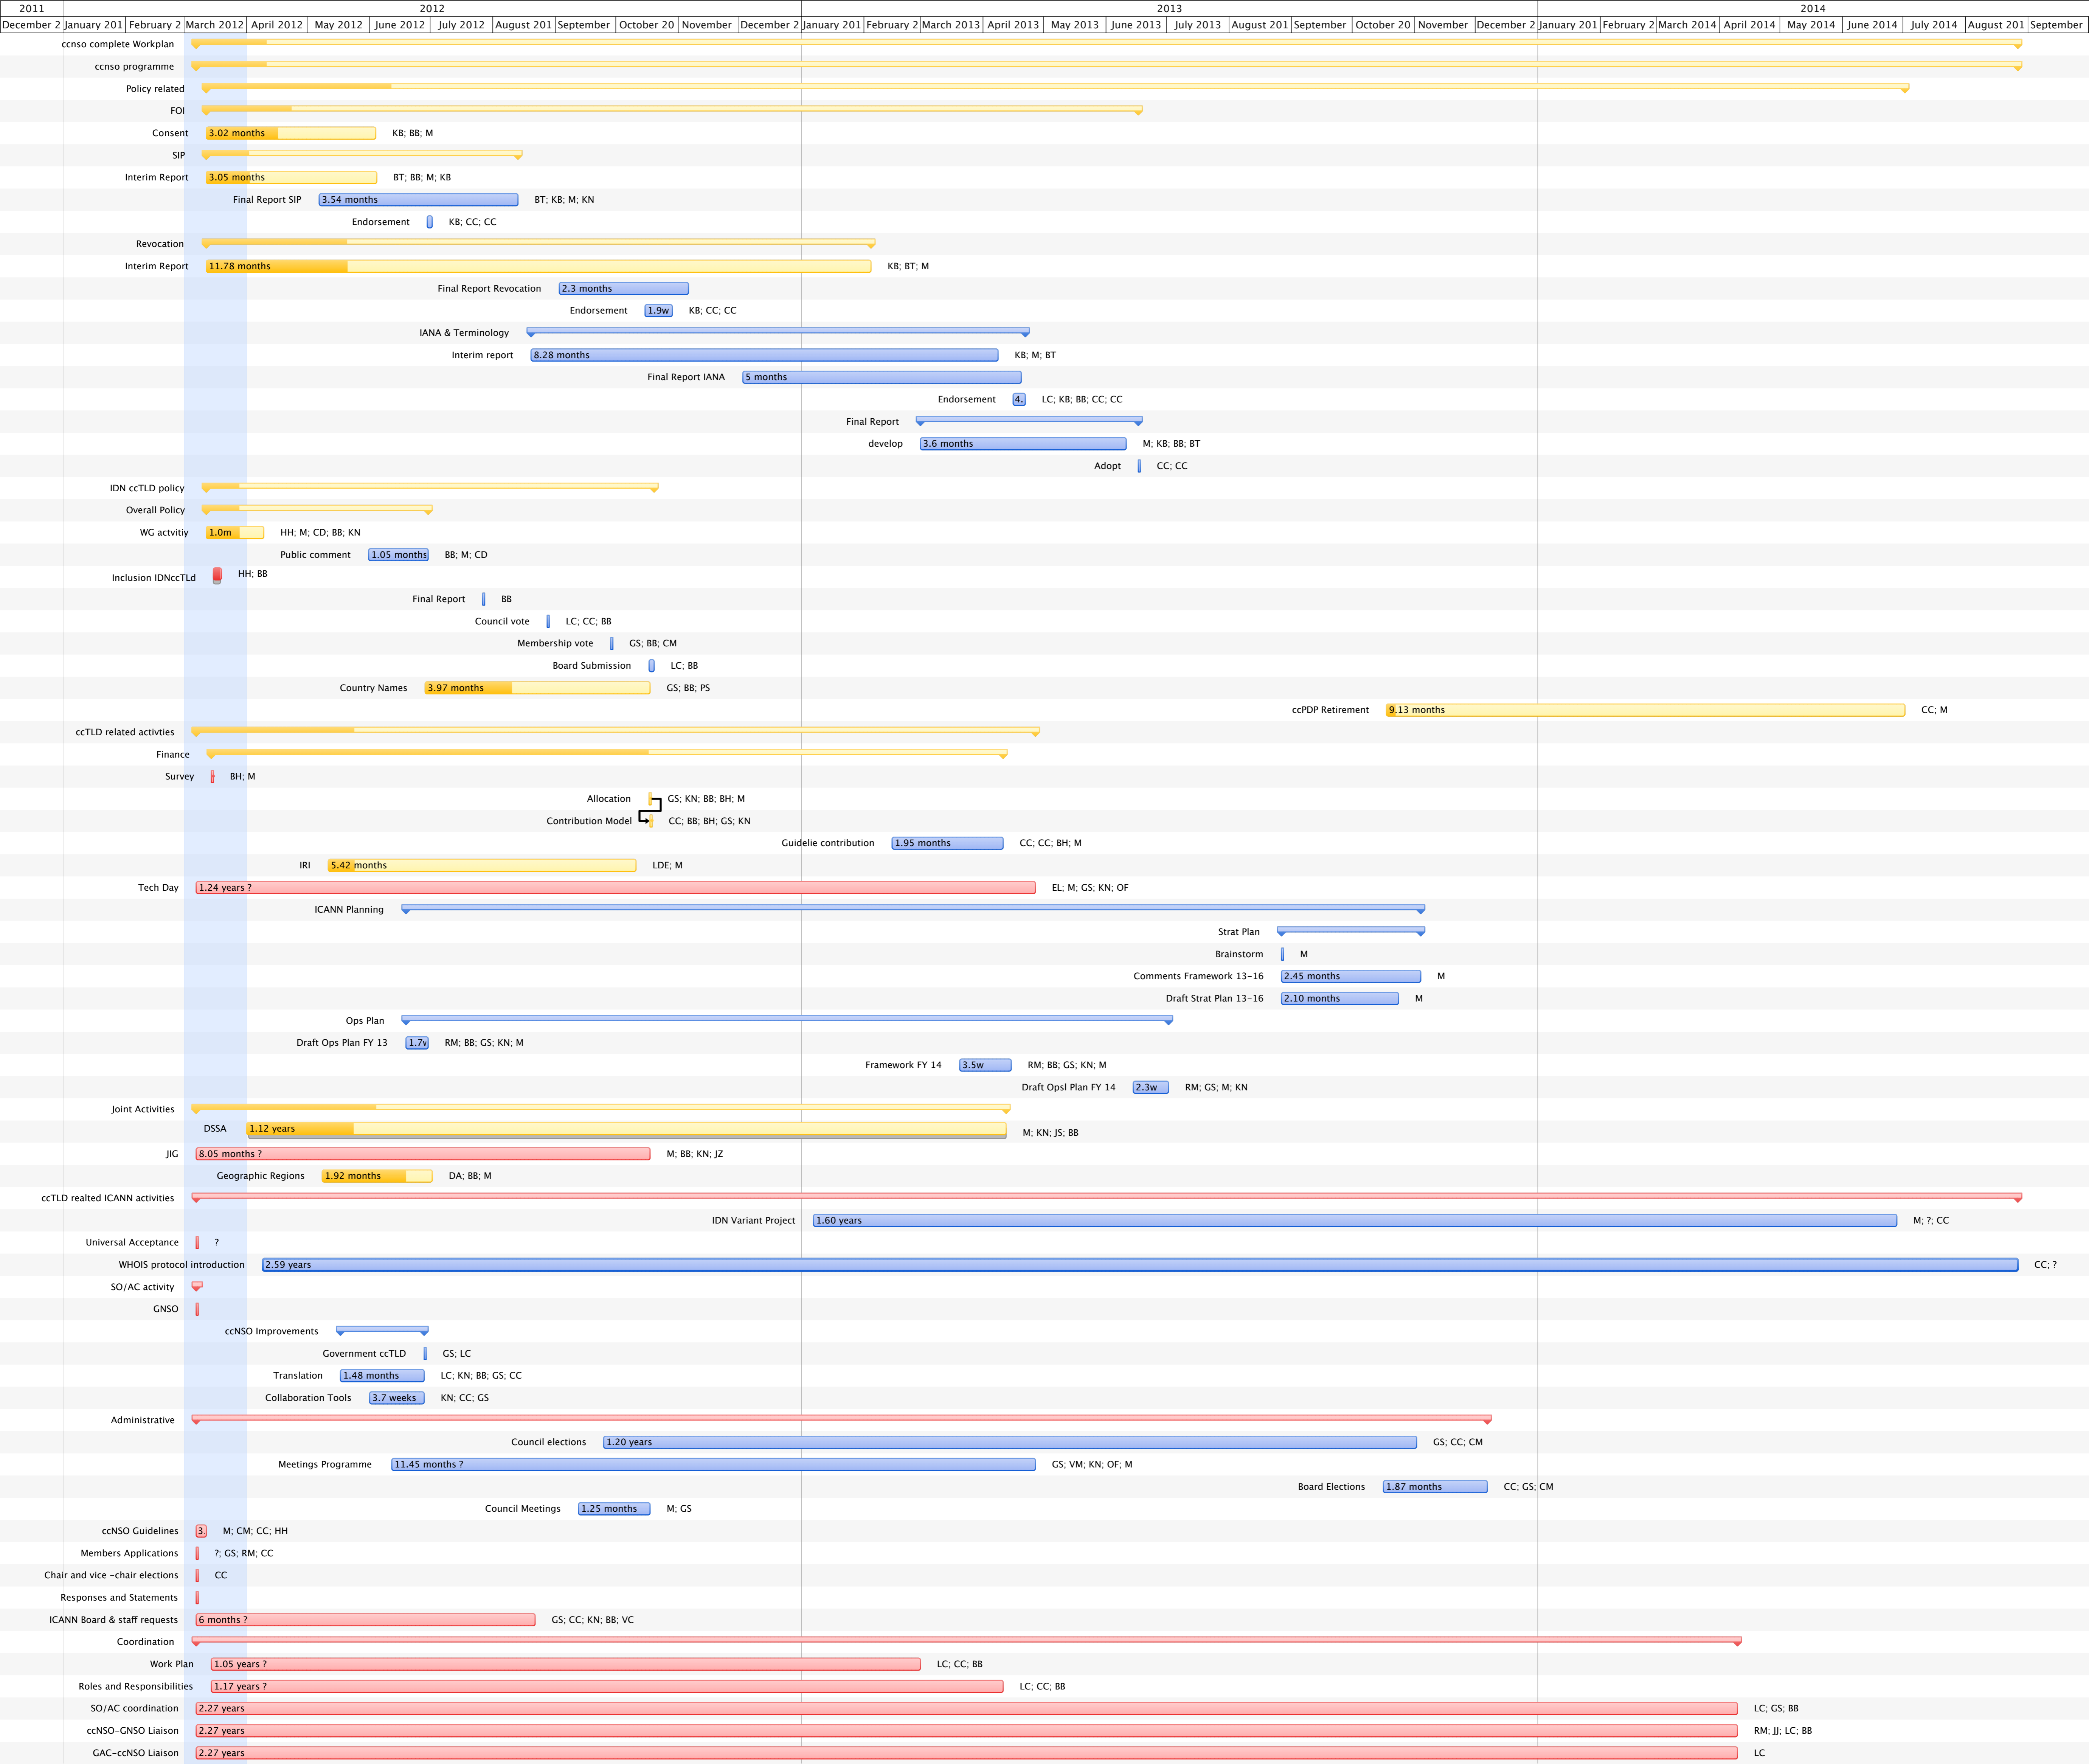 2011 2012 2013 2014
December 2 January 201 February 2 March 2012 April 2012 May 2012 June 2012 July 2012 August 201 September October 20 November December 2 January 201 February 2 March 2013 April 2013 May 2013 June 2013 July 2013 August 201 September October 20 November December 2 January 201 February 2 March 2014 April 2014 May 2014 June 2014 July 2014 August 201 September
ccnso complete Workplan
ccnso programme
Policy related
FOI
Consent 3.02 months KB; BB; M
SIP
Interim Report 3.05 months BT; BB; M; KB
Final Report SIP 3.54 months BT; KB; M; KN
Endorsement KB; CC; CC
Revocation
Interim Report 11.78 months KB; BT; M
Final Report Revocation 2.3 months
Endorsement 1.9w KB; CC; CC
IANA & Terminology
Interim report 8.28 months KB; M; BT
Final Report IANA 5 months
Endorsement 4. LC; KB; BB; CC; CC
Final Report
develop 3.6 months M; KB; BB; BT
Adopt CC; CC
IDN ccTLD policy
Overall Policy
WG actvitiy 1.0m HH; M; CD; BB; KN
Public comment 1.05 months BB; M; CD
Inclusion IDNccTLd HH; BB
Final Report BB
Council vote LC; CC; BB
Membership vote GS; BB; CM
Board Submission LC; BB
Country Names 3.97 months GS; BB; PS
ccPDP Retirement 9.13 months CC; M
ccTLD related activties
Finance
Survey BH; M
Allocation GS; KN; BB; BH; M
Contribution Model CC; BB; BH; GS; KN
Guidelie contribution 1.95 months CC; CC; BH; M
IRI 5.42 months LDE; M
Tech Day 1.24 years ? EL; M; GS; KN; OF
ICANN Planning
Strat Plan
Brainstorm M
Comments Framework 13-16 2.45 months M
Draft Strat Plan 13-16 2.10 months M
Ops Plan
Draft Ops Plan FY 13 1.7w RM; BB; GS; KN; M
Framework FY 14 3.5w RM; BB; GS; KN; M
Draft Opsl Plan FY 14 2.3w RM; GS; M; KN
Joint Activities
DSSA 1.12 years M; KN; JS; BB
JIG 8.05 months ? M; BB; KN; JZ
Geographic Regions 1.92 months DA; BB; M
ccTLD realted ICANN activities
IDN Variant Project 1.60 years M; ?; CC
Universal Acceptance ?
WHOIS protocol introduction 2.59 years CC; ?
SO/AC activity
GNSO
ccNSO Improvements
Government ccTLD GS; LC
Translation 1.48 months LC; KN; BB; GS; CC
Collaboration Tools 3.7 weeks KN; CC; GS
Administrative
Council elections 1.20 years GS; CC; CM
Meetings Programme 11.45 months ? GS; VM; KN; OF; M
Board Elections 1.87 months CC; GS; CM
Council Meetings 1.25 months M; GS
ccNSO Guidelines 3. M; CM; CC; HH
Members Applications ?; GS; RM; CC
Chair and vice -chair elections CC
Responses and Statements
ICANN Board & staff requests 6 months ? GS; CC; KN; BB; VC
Coordination
Work Plan 1.05 years ? LC; CC; BB
Roles and Responsibilities 1.17 years ? LC; CC; BB
SO/AC coordination 2.27 years LC; GS; BB
ccNSO-GNSO Liaison 2.27 years RM; JJ; LC; BB
GAC-ccNSO Liaison 2.27 years LC